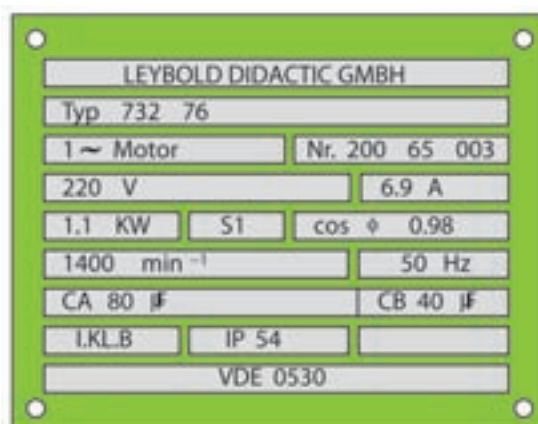 LEYBOLD DIDACTIC GMBH
Typ 732 76
1~ Motor Nr. 200 65 003
220 V 6.9 A
1.1 KW S1 cos φ 0.98
1400 min⁻¹ 50 Hz
CA 80 µF CB 40 µF
I.KL.B IP 54
VDE 0530